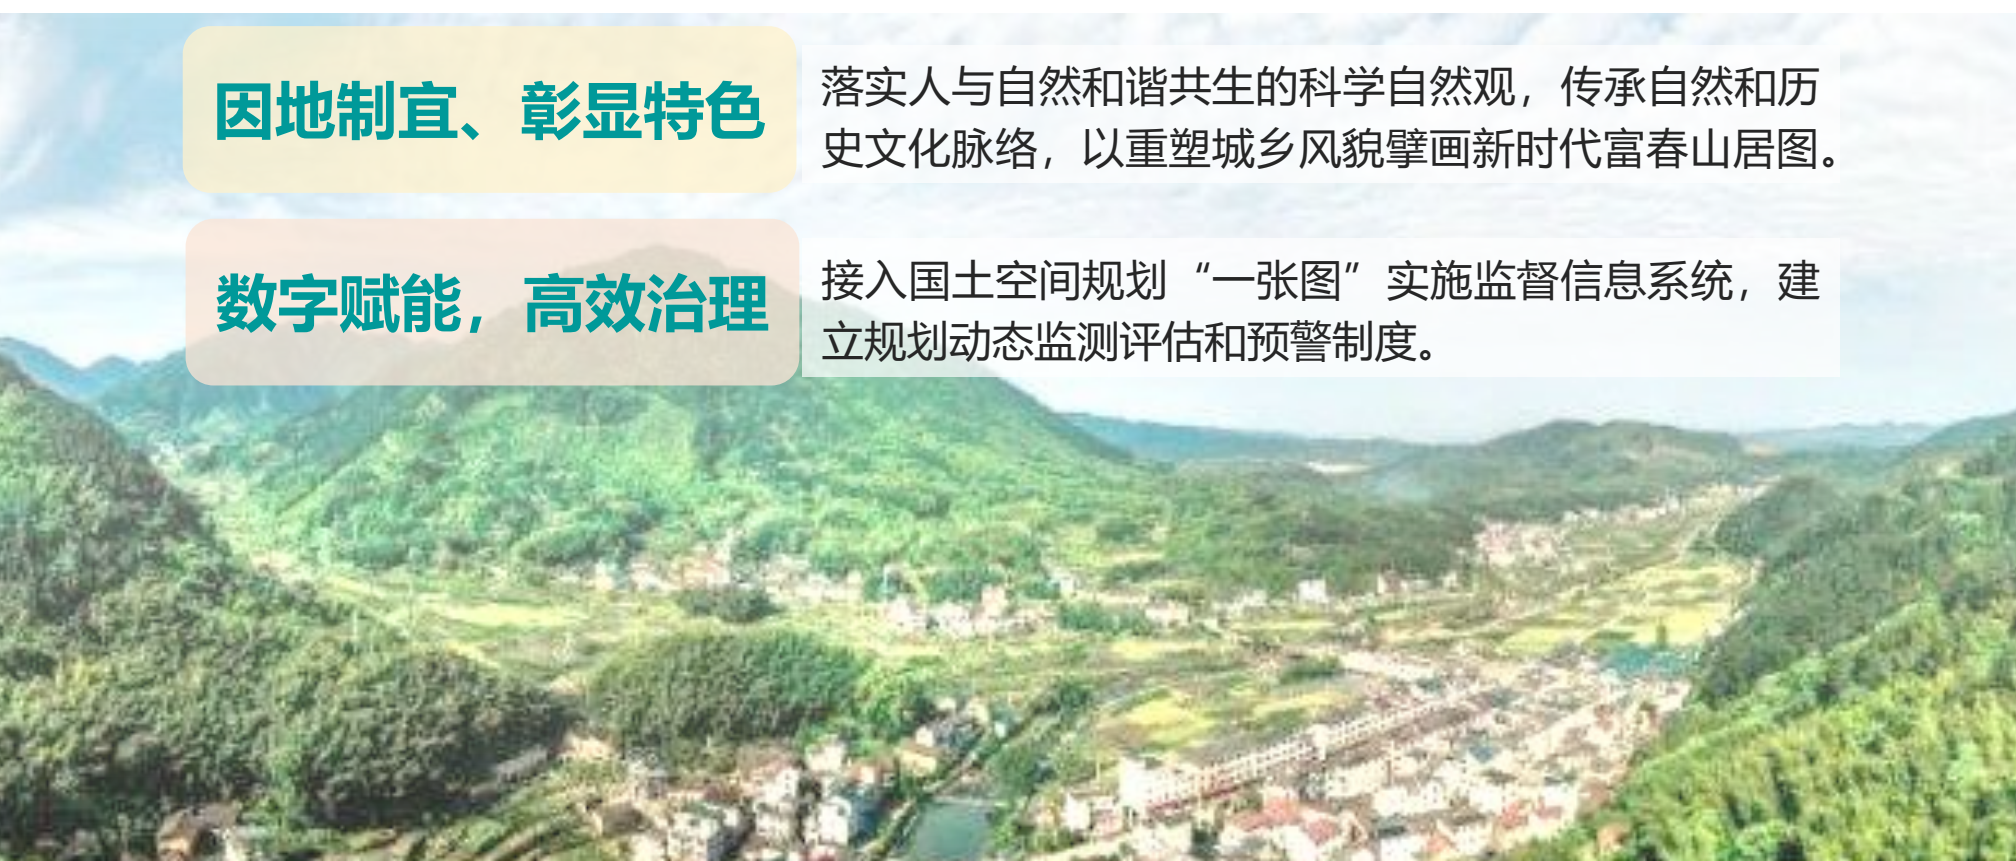 因地制宜、彰显特色
落实人与自然和谐共生的科学自然观，传承自然和历
史文化脉络，以重塑城乡风貌擘画新时代富春山居图。
数字赋能，高效治理
接入国土空间规划“一张图”实施监督信息系统，建
立规划动态监测评估和预警制度。